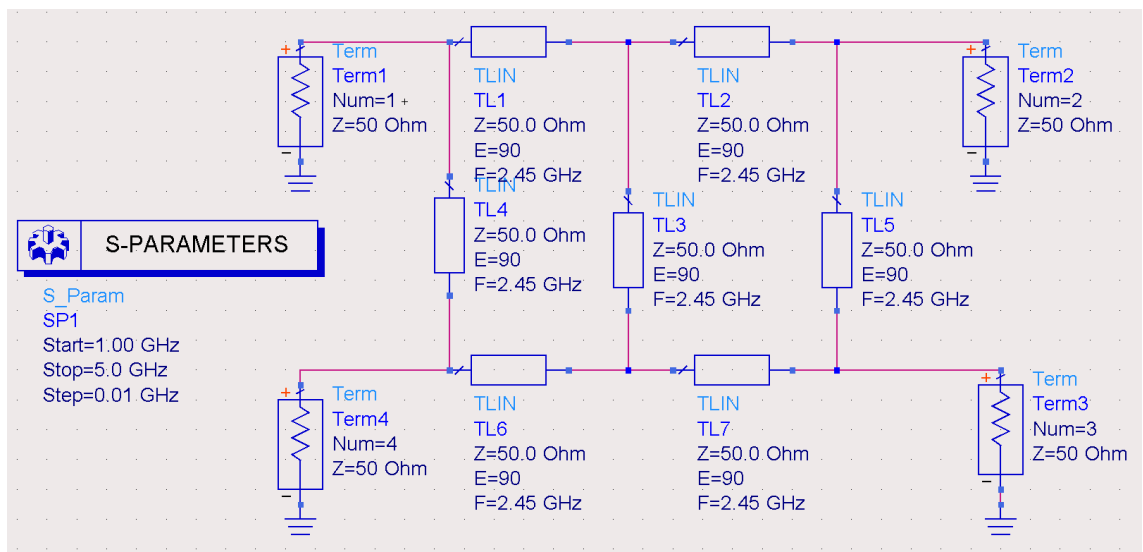 +
Term
Term1
Num=1
Z=50 Ohm
-
TLIN
TL1
Z=50.0 Ohm
E=90
F=2.45 GHz
TLIN
TL2
Z=50.0 Ohm
E=90
F=2.45 GHz
+
Term
Term2
Num=2
Z=50 Ohm
-
TLIN
TL4
Z=50.0 Ohm
E=90
F=2.45 GHz
TLIN
TL3
Z=50.0 Ohm
E=90
F=2.45 GHz
TLIN
TL5
Z=50.0 Ohm
E=90
F=2.45 GHz
S-PARAMETERS
S_Param
SP1
Start=1.00 GHz
Stop=5.0 GHz
Step=0.01 GHz
+
Term
Term4
Num=4
Z=50 Ohm
-
TLIN
TL6
Z=50.0 Ohm
E=90
F=2.45 GHz
TLIN
TL7
Z=50.0 Ohm
E=90
F=2.45 GHz
+
Term
Term3
Num=3
Z=50 Ohm
-